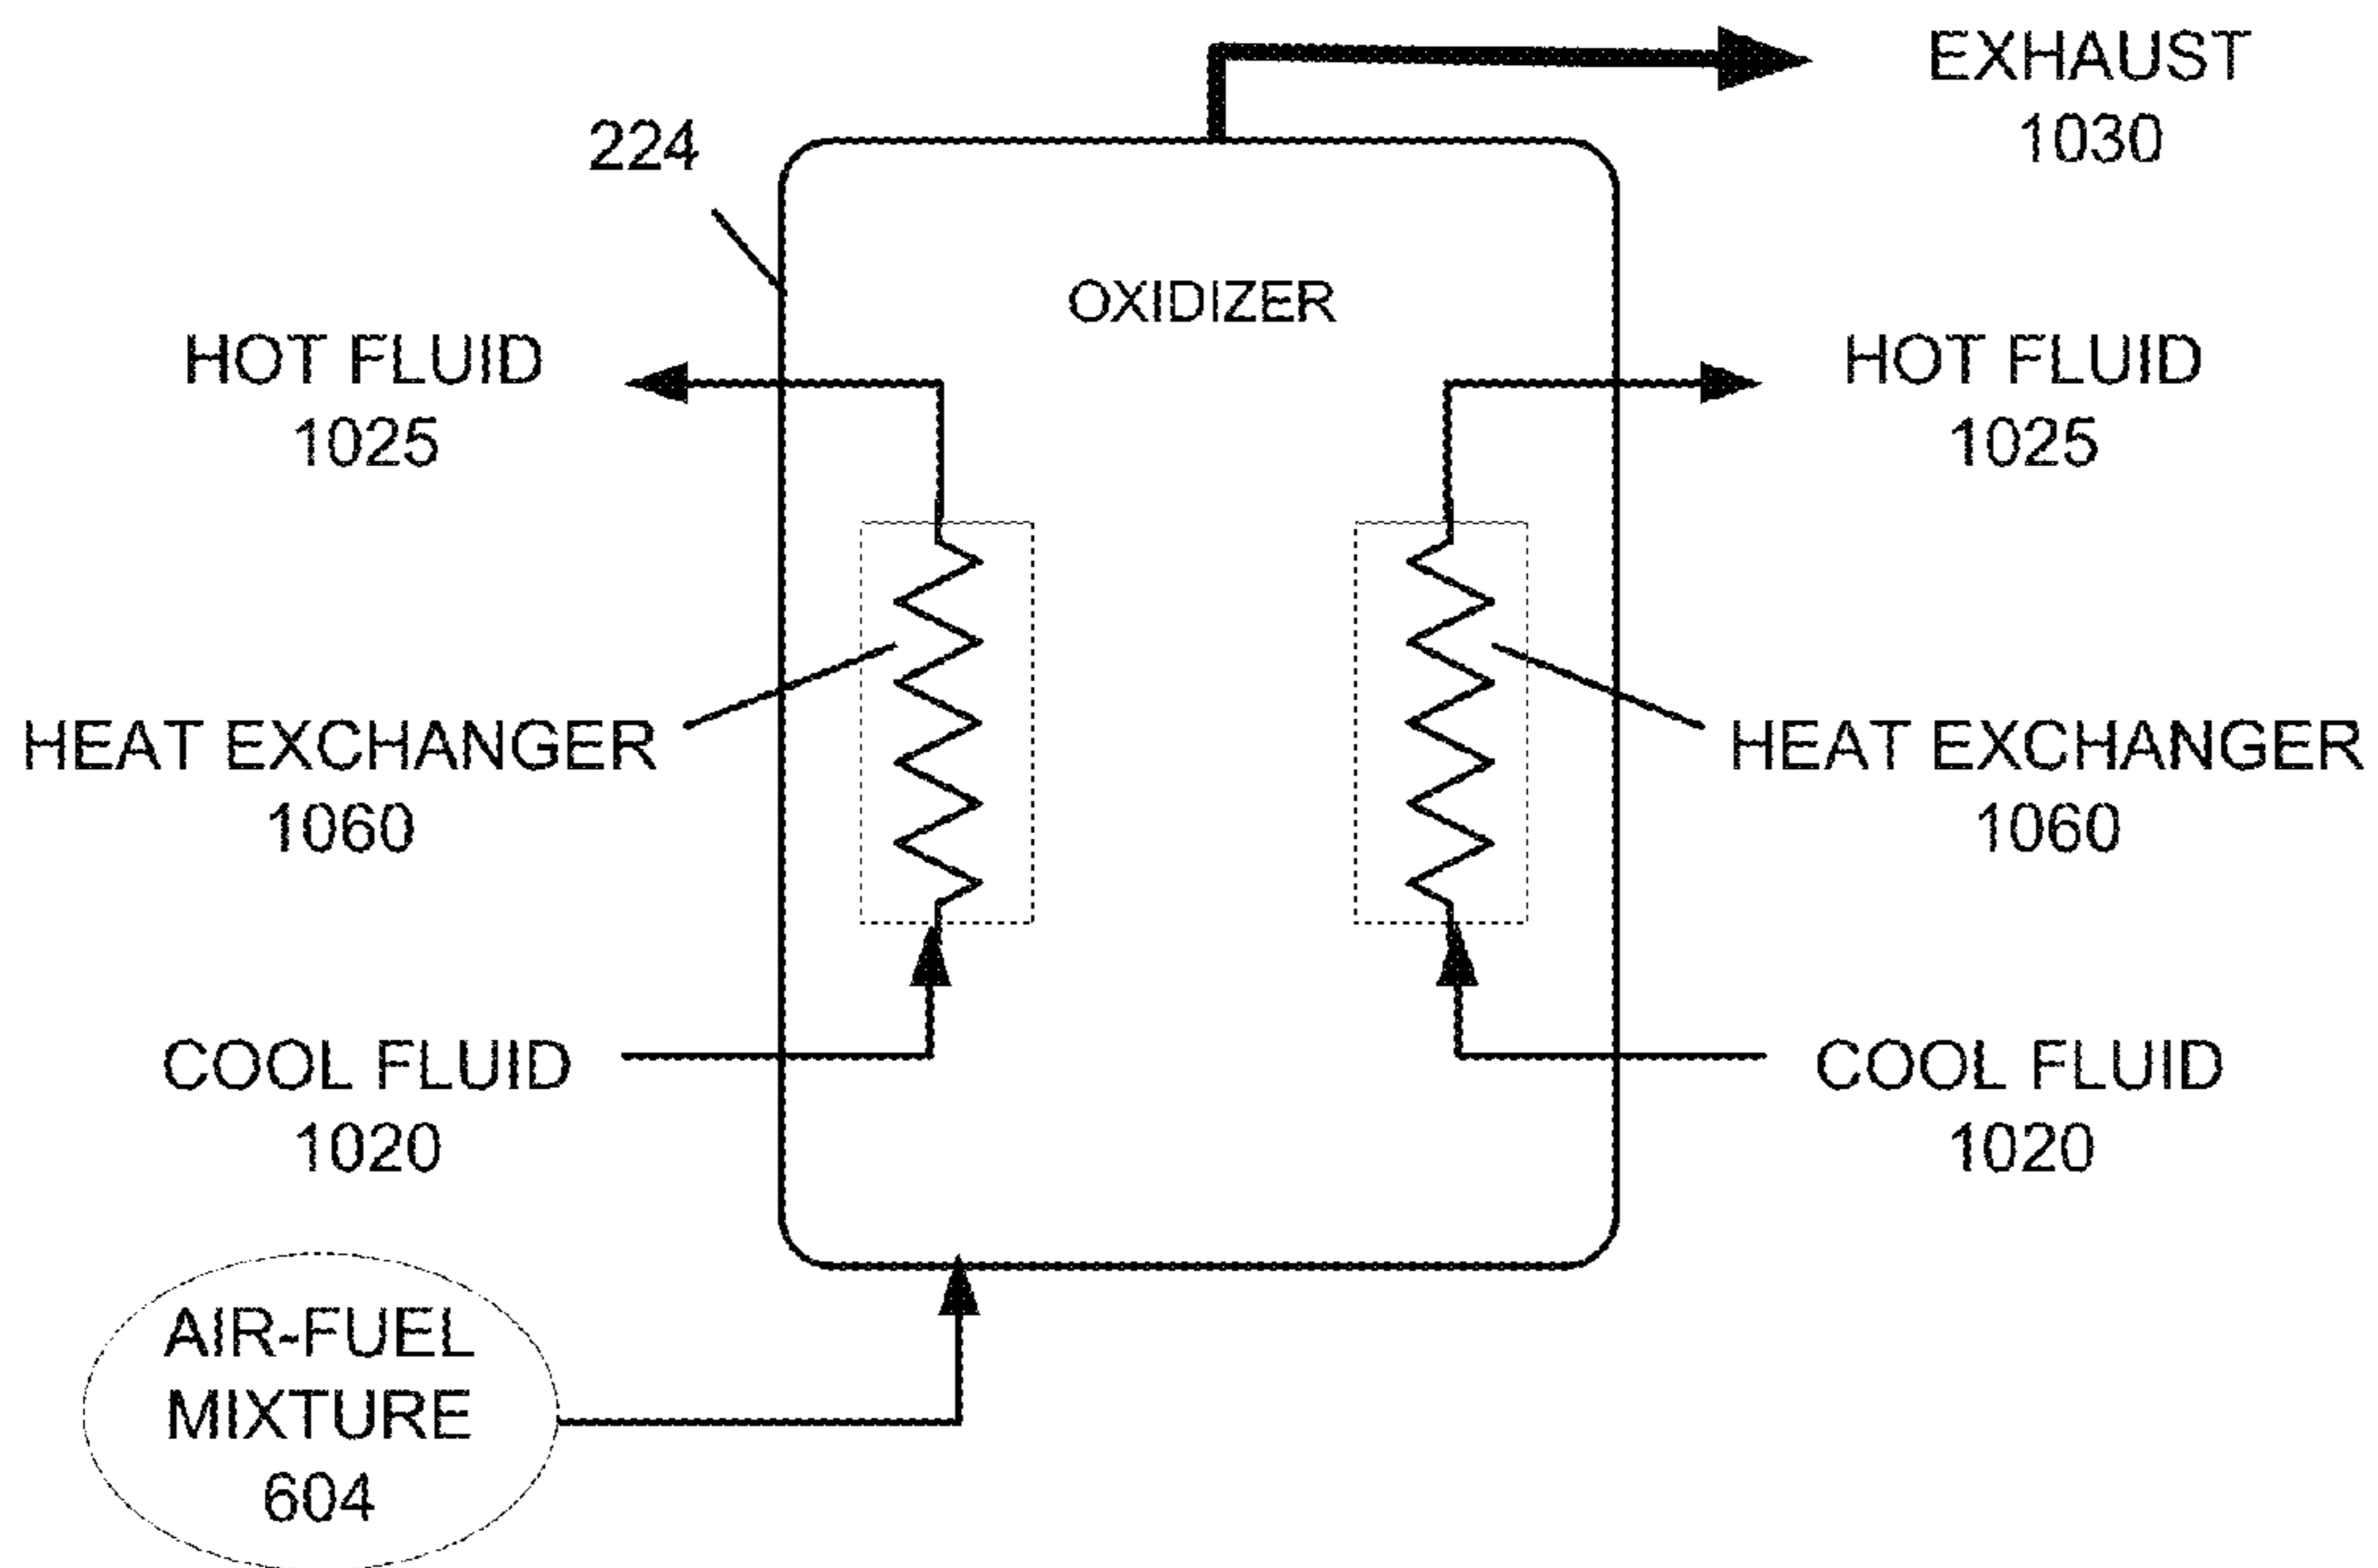 EXHAUST
1030
224
OXIDIZER
HOT FLUID
1025
HOT FLUID
1025
HEAT EXCHANGER
1060
HEAT EXCHANGER
1060
COOL FLUID
1020
COOL FLUID
1020
AIR-FUEL
MIXTURE
604